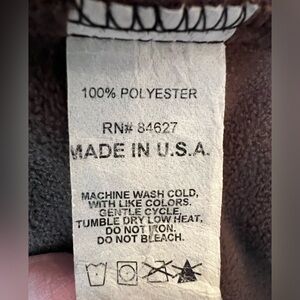 100% POLYESTER
RN# 84627
MADE IN U.S.A.
MACHINE WASH COLD,
WITH LIKE COLORS.
GENTLE CYCLE,
TUMBLE DRY LOW HEAT,
DO NOT IRON.
DO NOT BLEACH.